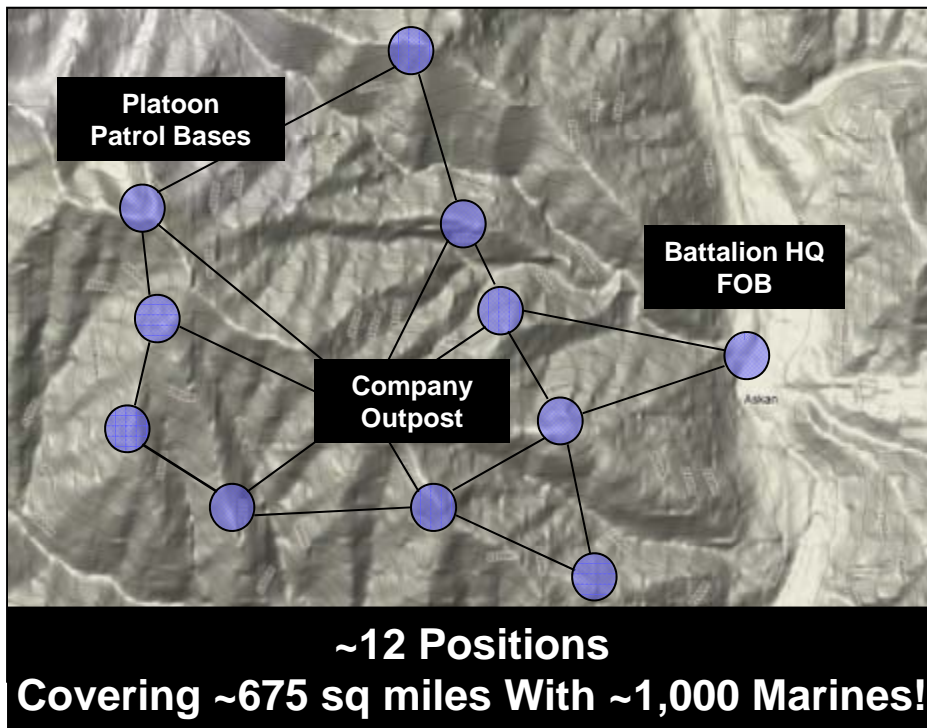 Platoon
Patrol Bases
Battalion HQ
FOB
Company
Outpost
Askan
~12 Positions
Covering ~675 sq miles With ~1,000 Marines!